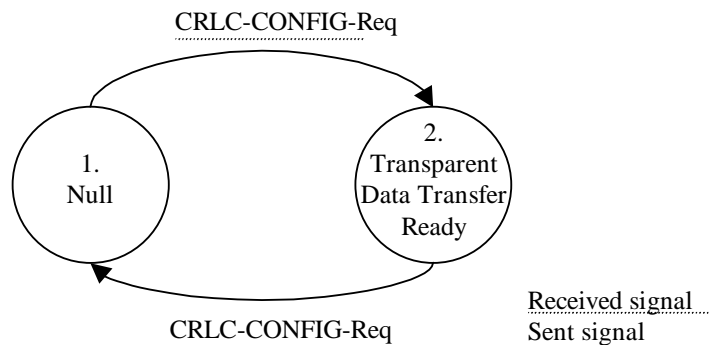 CRLC-CONFIG-Req
1.
Null
2.
Transparent
Data Transfer
Ready
CRLC-CONFIG-Req
Received signal
Sent signal